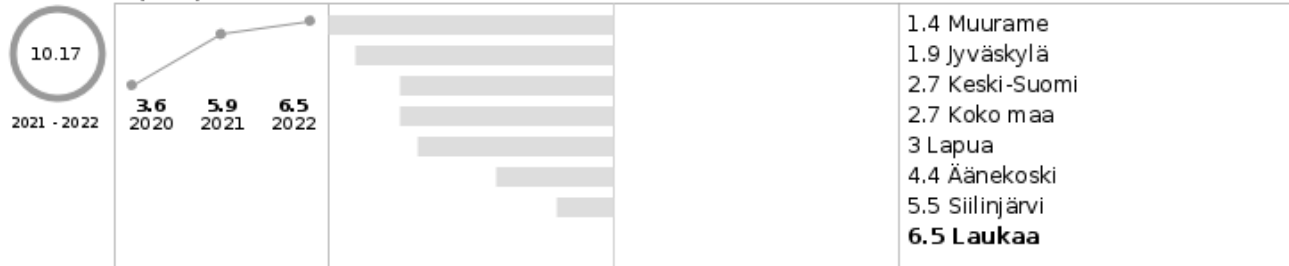 10.17
2021 - 2022
3.6 5.9 6.5
2020 2021 2022
1.4 Muurame
1.9 Jyväskylä
2.7 Keski-Suomi
2.7 Koko maa
3 Lapua
4.4 Äänekoski
5.5 Siilinjärvi
6.5 Laukaa